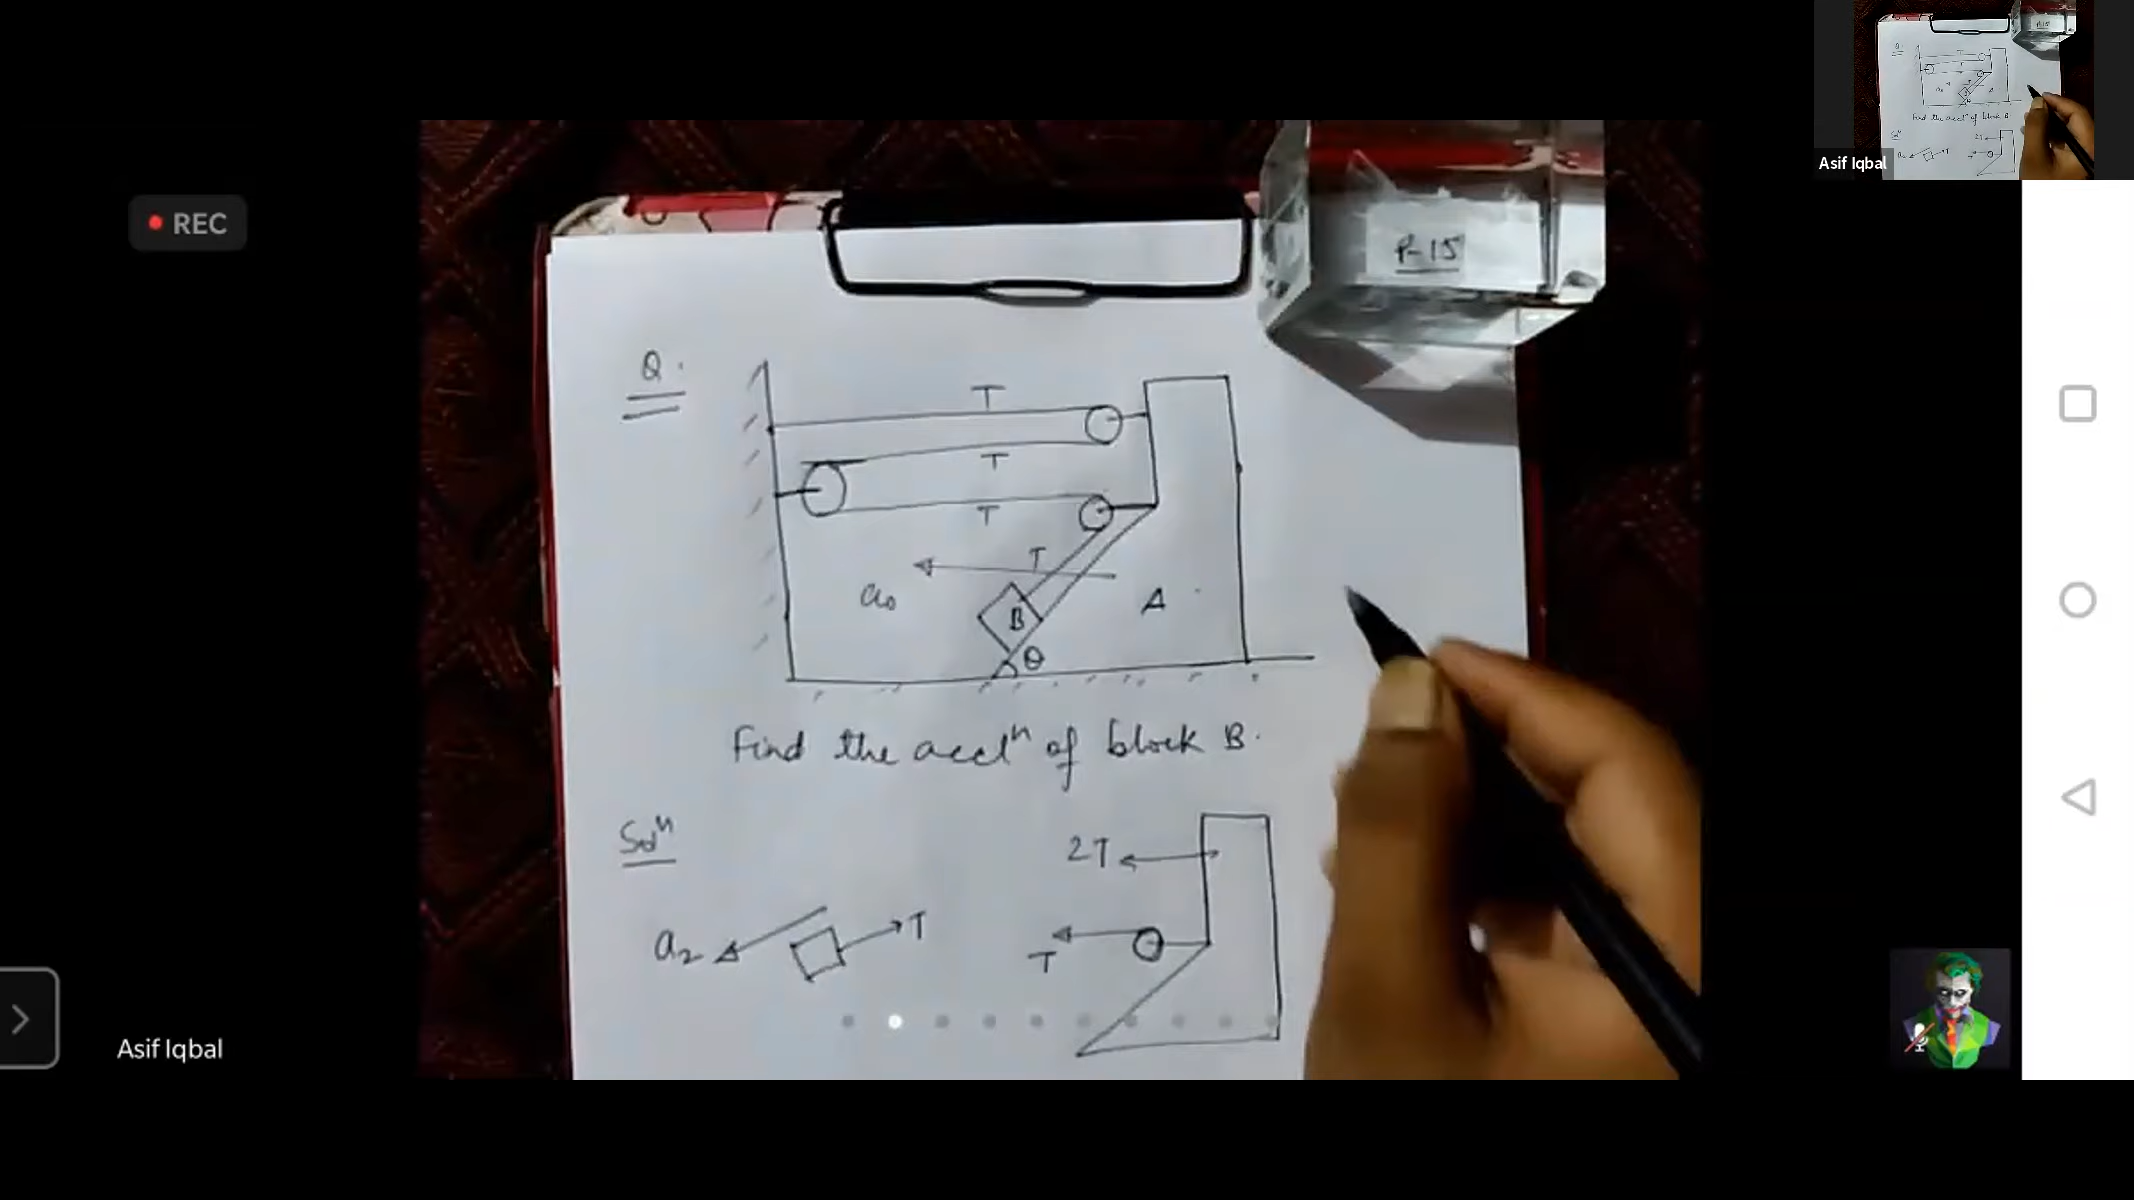 REC
Asif Iqbal
P-15
Q.
T
T
T
T
a₀
B
A
θ
Find the accⁿ of block B.
Solⁿ
2T
a₂
T
T
Asif Iqbal